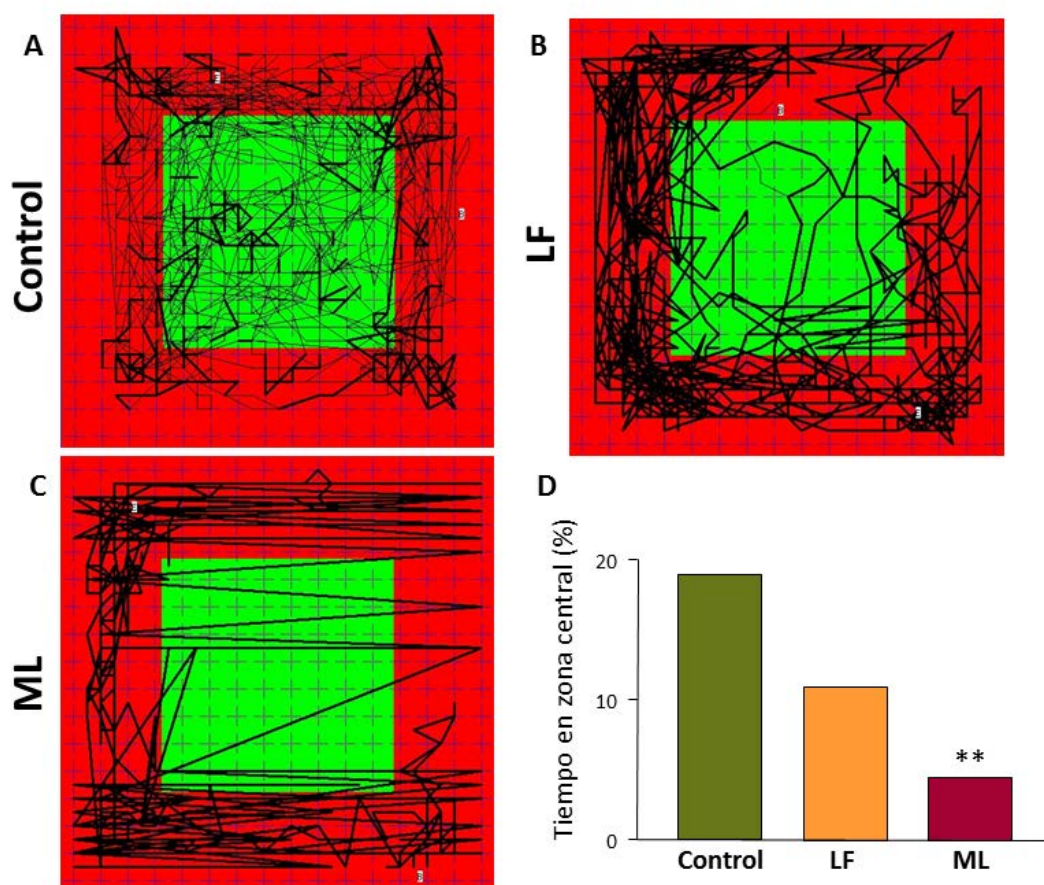 A
B
Control
LF
C
D
ML
Tiempo en zona central (%)
20
10
0
**
Control
LF
ML